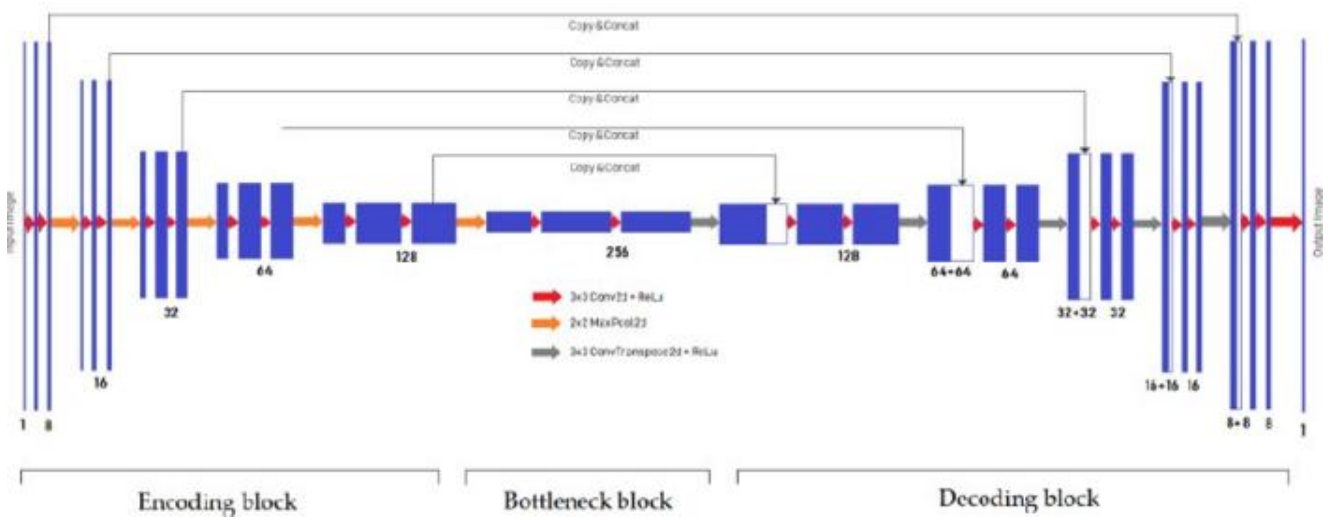 Copy &Concat
Copy &Concat
Copy &Concat
Copy &Concat
Copy &Concat
Input Image
Output Image
1
8
16
32
64
128
256
128
64+64
64
32+32
32
16+16
16
8+8
8
1
3x3 Conv2d + ReLu
2x2 MaxPool2d
3x3 ConvTranspose2d + ReLu
Encoding block
Bottleneck block
Decoding block